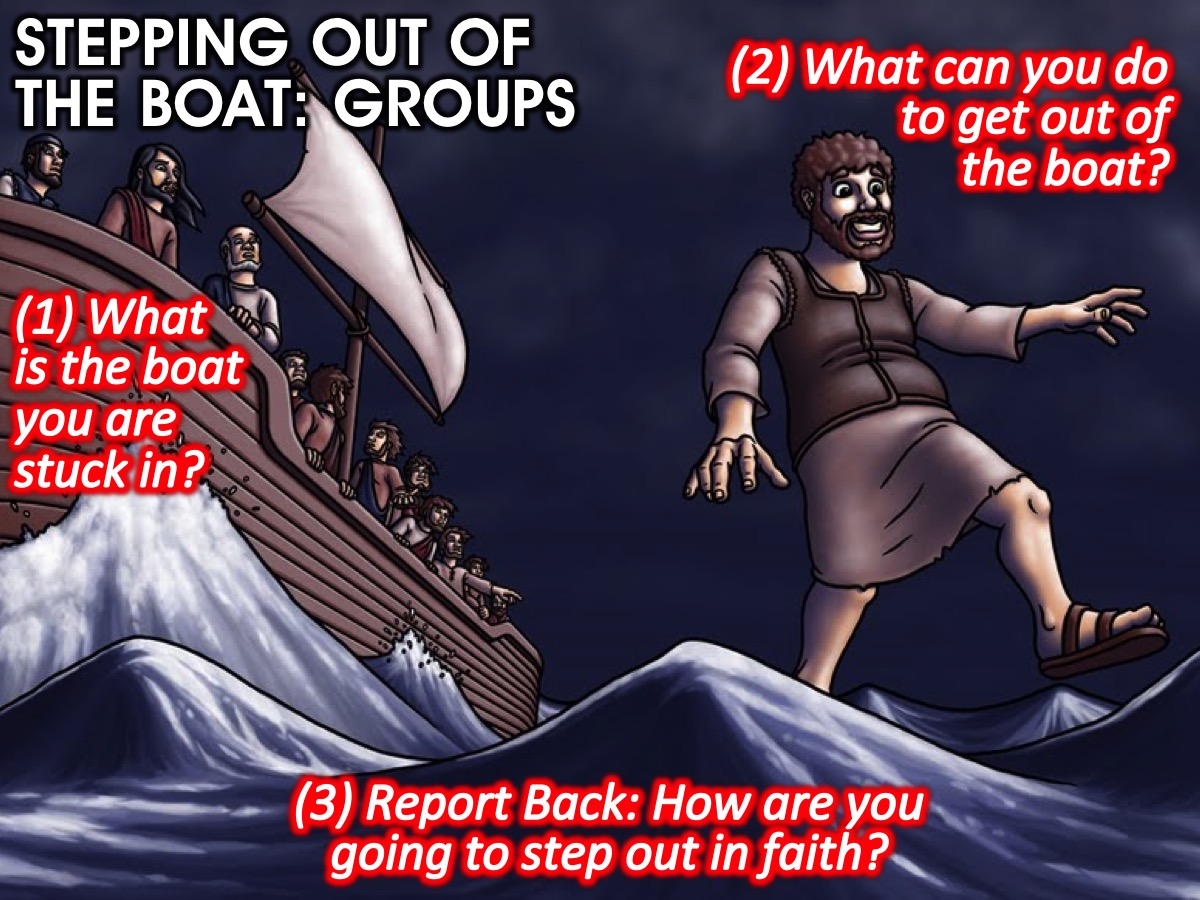 STEPPING OUT OF
THE BOAT: GROUPS
(1) What
is the boat
you are
stuck in?
(2) What can you do
to get out of
the boat?
(3) Report Back: How are you
going to step out in faith?